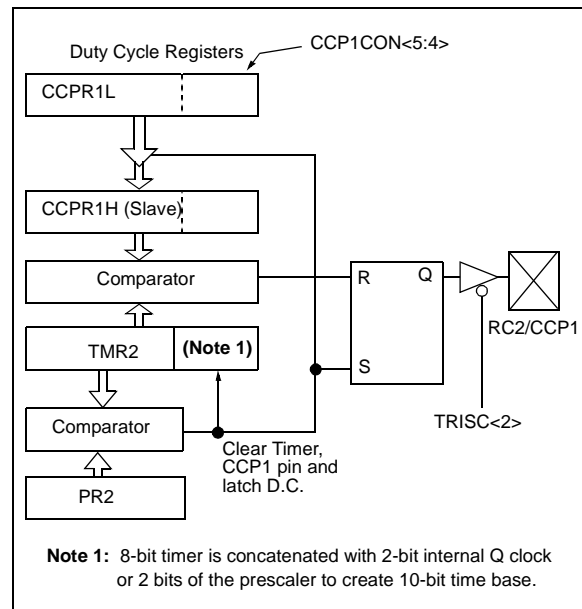 Duty Cycle Registers
CCP1CON<5:4>
CCPR1L
CCPR1H (Slave)
Comparator
R
Q
RC2/CCP1
TMR2
(Note 1)
S
TRISC<2>
Comparator
Clear Timer,
CCP1 pin and
latch D.C.
PR2
Note 1: 8-bit timer is concatenated with 2-bit internal Q clock
or 2 bits of the prescaler to create 10-bit time base.